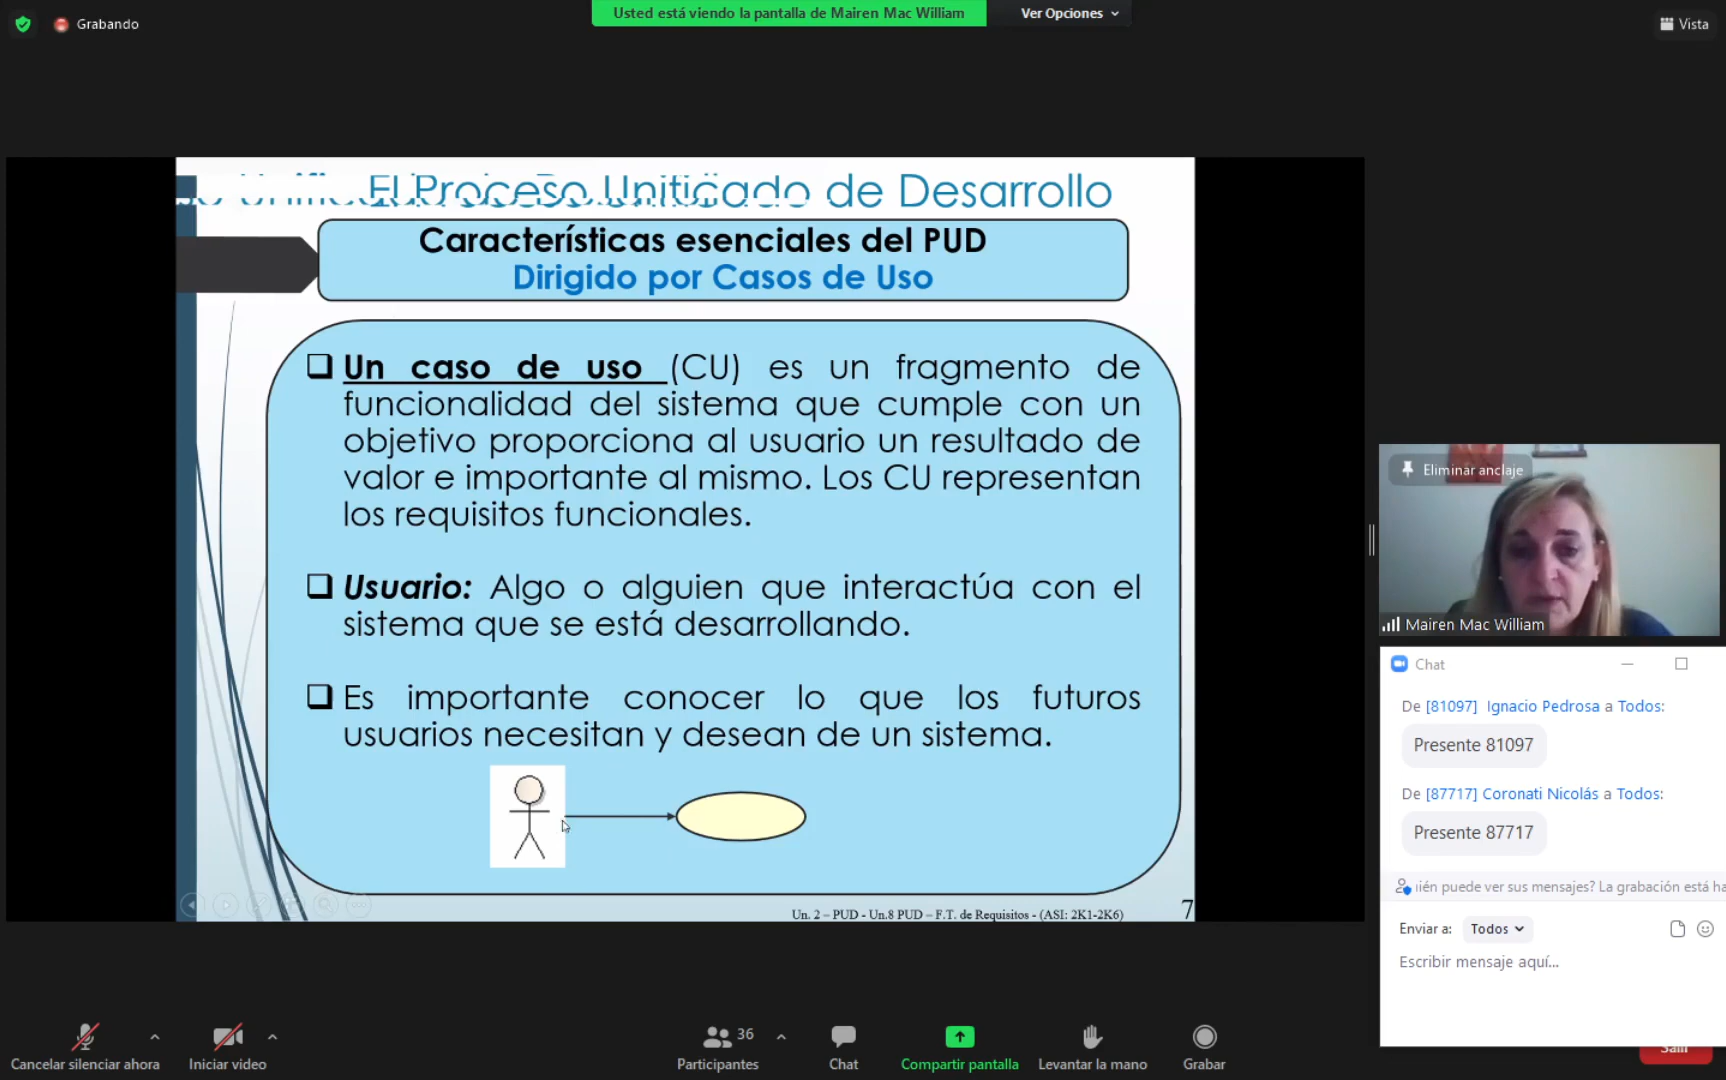 Grabando
Usted está viendo la pantalla de Mairen Mac William
Ver Opciones
Vista
El Proceso Unificado de Desarrollo
Características esenciales del PUD
Dirigido por Casos de Uso
Un caso de uso (CU) es un fragmento de
funcionalidad del sistema que cumple con un
objetivo proporciona al usuario un resultado de
valor e importante al mismo. Los CU representan
los requisitos funcionales.
Usuario: Algo o alguien que interactúa con el
sistema que se está desarrollando.
Es importante conocer lo que los futuros
usuarios necesitan y desean de un sistema.
Un. 2 – PUD - Un.8 PUD – F.T. de Requisitos - (ASI: 2K1-2K6)
7
Eliminar anclaje
Mairen Mac William
Chat
De [81097] Ignacio Pedrosa a Todos:
Presente 81097
De [87717] Coronati Nicolás a Todos:
Presente 87717
ién puede ver sus mensajes? La grabación está ha
Enviar a: Todos
Escribir mensaje aquí...
Cancelar silenciar ahora
Iniciar video
36
Participantes
Chat
Compartir pantalla
Levantar la mano
Grabar
Salir